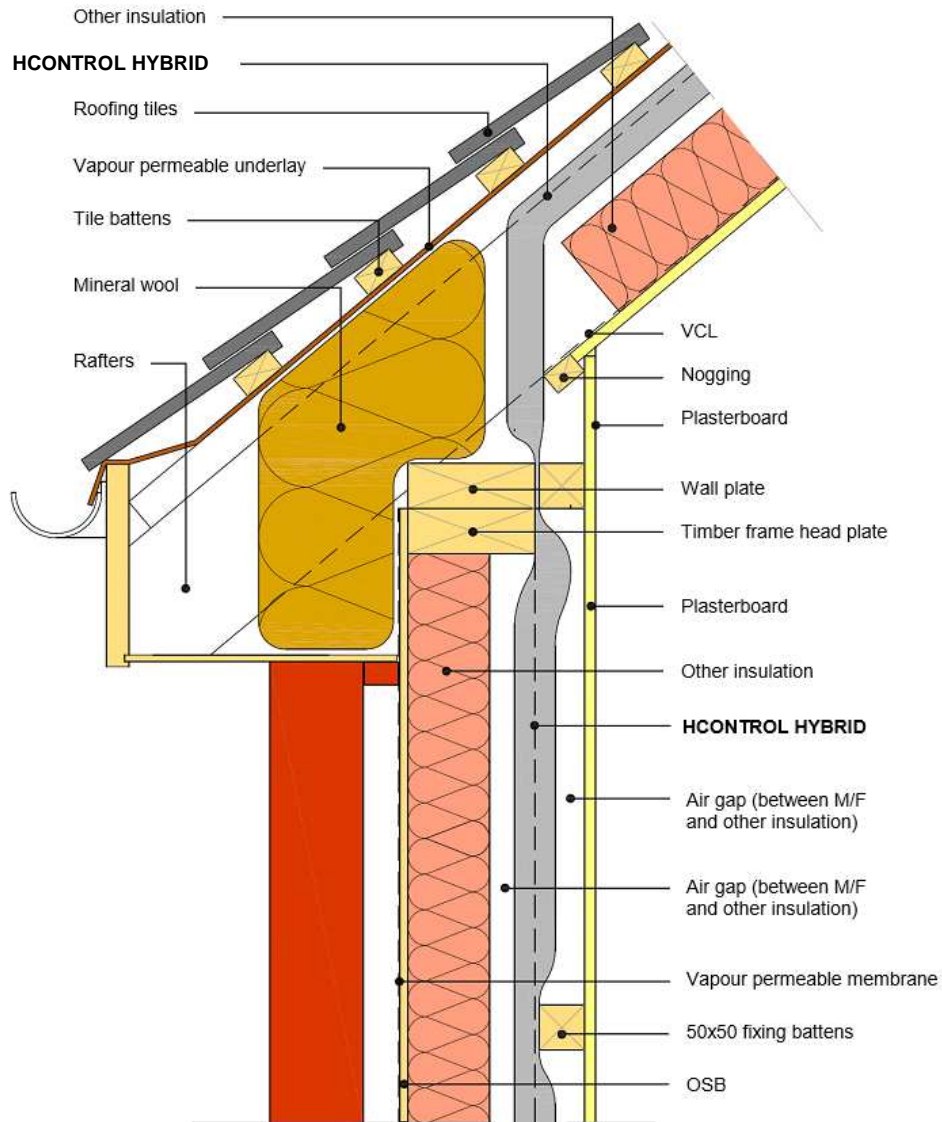 Other insulation
HCONTROL HYBRID
Roofing tiles
Vapour permeable underlay
Tile battens
Mineral wool
Rafters
VCL
Nogging
Plasterboard
Wall plate
Timber frame head plate
Plasterboard
Other insulation
HCONTROL HYBRID
Air gap (between M/F
and other insulation)
Air gap (between M/F
and other insulation)
Vapour permeable membrane
50x50 fixing battens
OSB